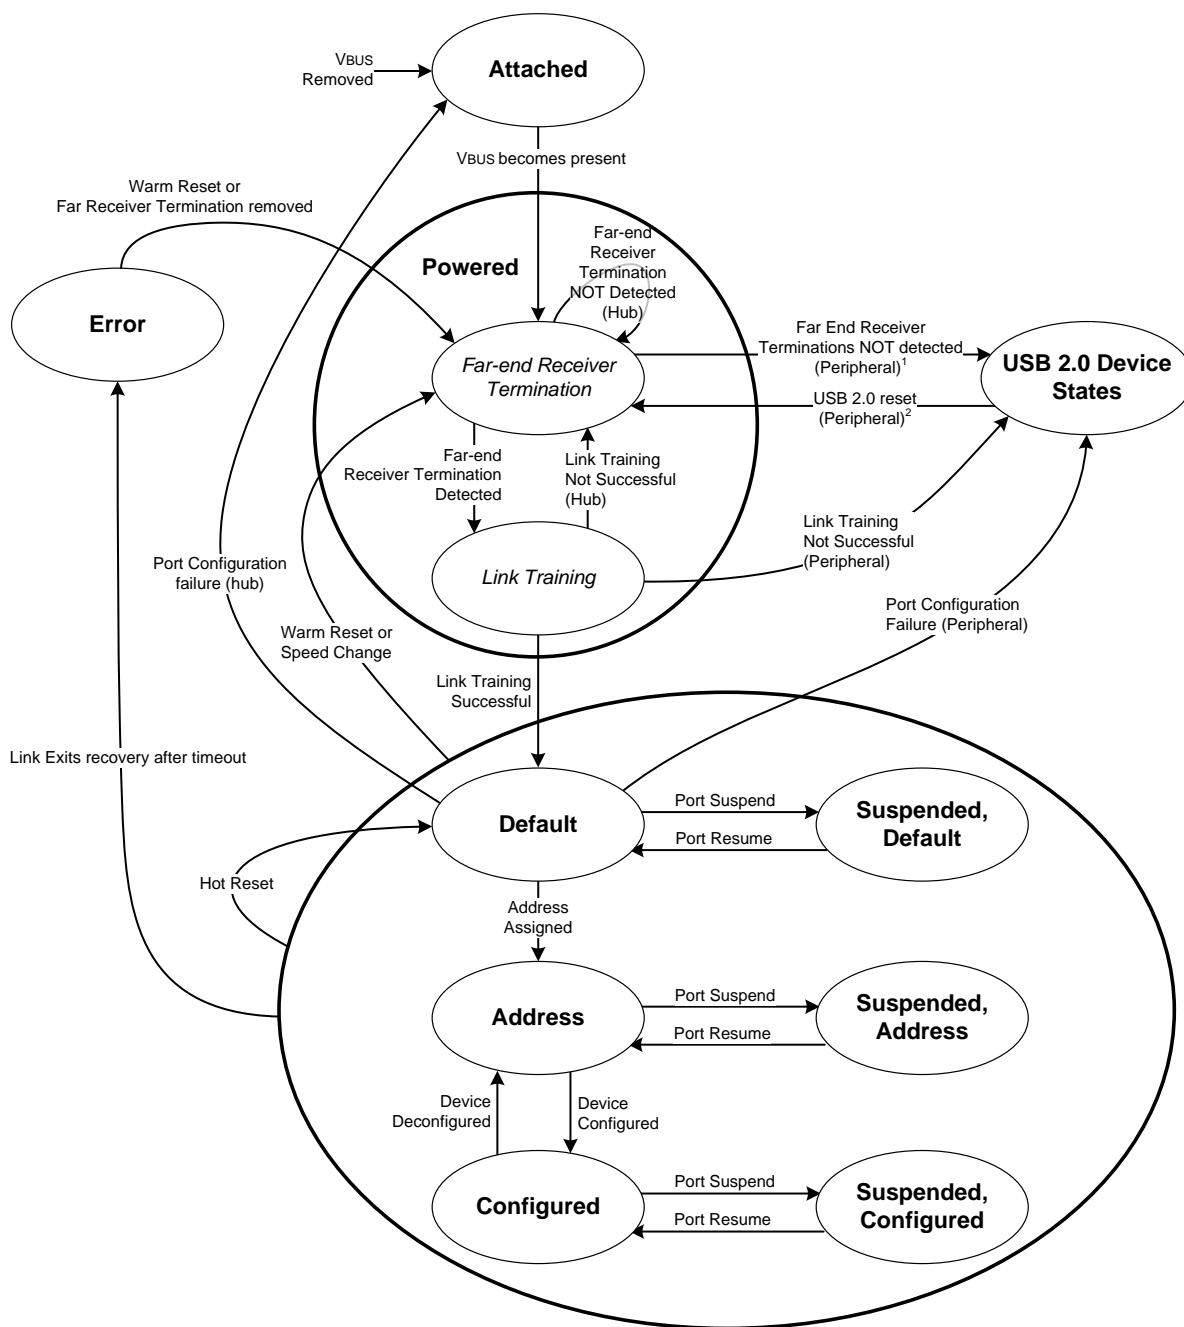 VBUS
Removed
Attached
VBUS becomes present
Warm Reset or
Far Receiver Termination removed
Powered
Far-end
Receiver
Termination
NOT Detected
(Hub)
Error
Far-end Receiver
Termination
Far End Receiver
Terminations NOT detected
(Peripheral)1
USB 2.0 Device
States
USB 2.0 reset
(Peripheral)2
Far-end
Receiver Termination
Detected
Link Training
Not Successful
(Hub)
Link Training
Not Successful
(Peripheral)
Link Training
Port Configuration
failure (hub)
Port Configuration
Failure (Peripheral)
Warm Reset or
Speed Change
Link Training
Successful
Link Exits recovery after timeout
Default
Port Suspend
Port Resume
Suspended,
Default
Hot Reset
Address
Assigned
Address
Port Suspend
Port Resume
Suspended,
Address
Device
Deconfigured
Device
Configured
Configured
Port Suspend
Port Resume
Suspended,
Configured